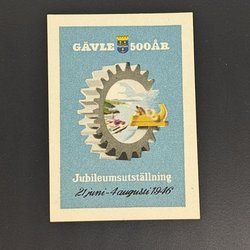 GÄVLE 500 ÅR
Jubileumsutställning
21 juni - 4 augusti 1946